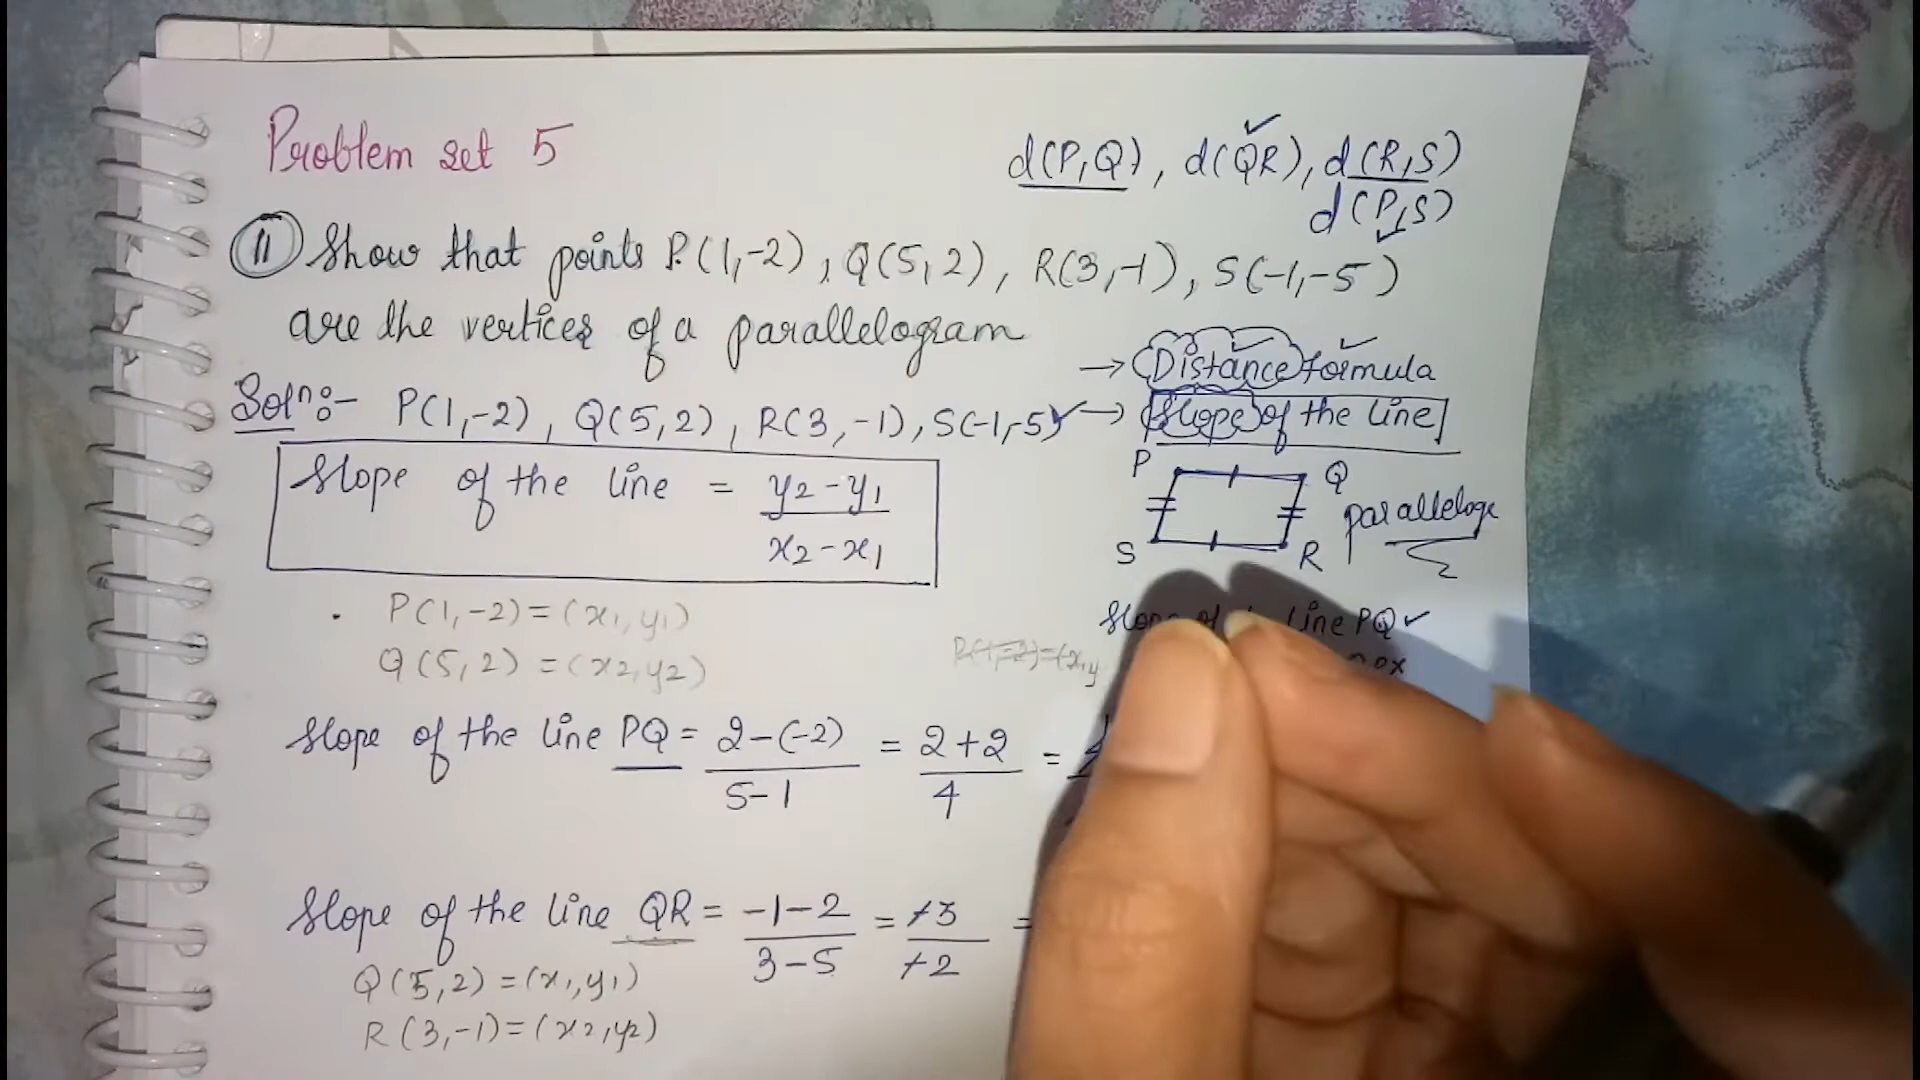 Problem set 5
d(P,Q), d(QR), d(R,S)
d(P,S)
11 Show that points P(1,-2), Q(5,2), R(3,-1), S(-1,-5)
are the vertices of a parallelogram
→ Distance formula
Solⁿ:- P(1,-2), Q(5,2), R(3,-1), S(-1,-5) ✓ → Slope of the line
Slope of the line = y2-y1
x2-x1
P Q
S R
paralleloge
P(1,-2)=(x1,y1)
Q(5,2)=(x2,y2)
line PQ ✓
Slope of the line PQ = 2-(-2) = 2+2 =
5-1 4
Slope of the line QR = -1-2 = -3 =
3-5 -2
Q(5,2)=(x1,y1)
R(3,-1)=(x2,y2)